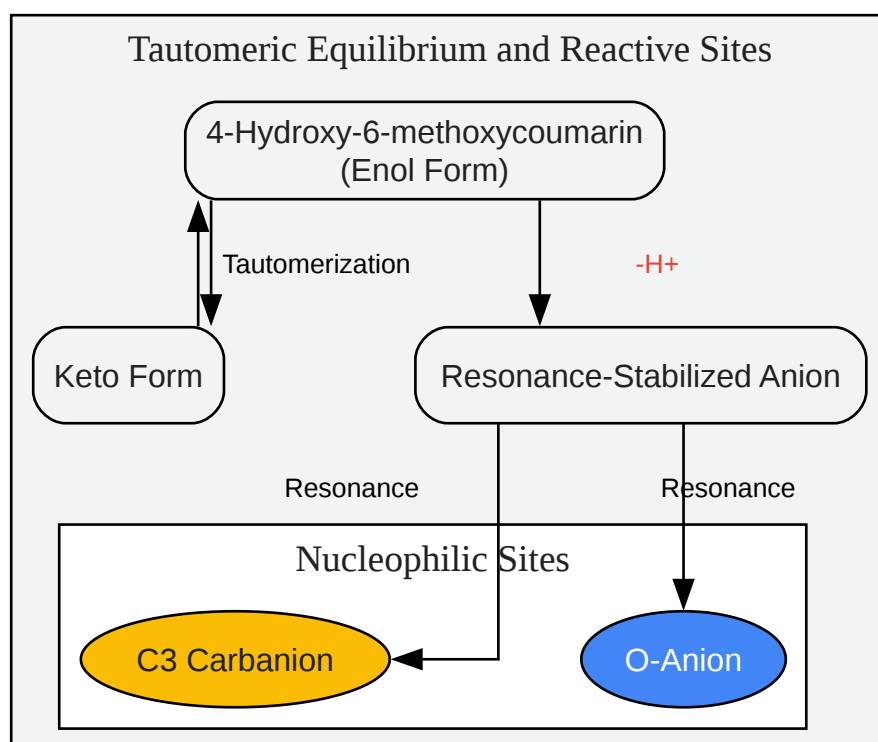 Tautomeric Equilibrium and Reactive Sites
4-Hydroxy-6-methoxycoumarin
(Enol Form)
Tautomerization
-H+
Keto Form
Resonance-Stabilized Anion
Resonance
Resonance
Nucleophilic Sites
C3 Carbanion
O-Anion